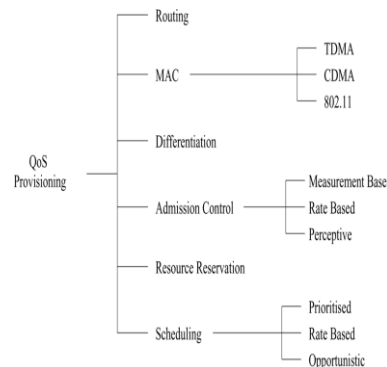 Routing
TDMA
MAC
CDMA
802.11
Differentiation
QoS
Provisioning
Measurement Base
Admission Control
Rate Based
Perceptive
Resource Reservation
Prioritised
Scheduling
Rate Based
Opportunistic